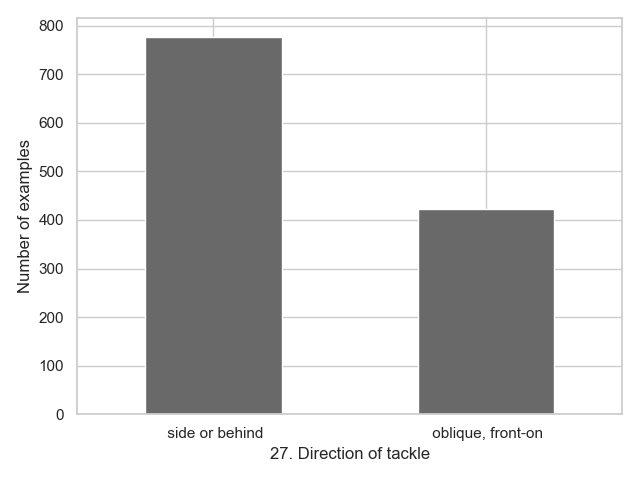 800
700
600
500
400
300
200
100
0
Number of examples
side or behind
oblique, front-on
27. Direction of tackle